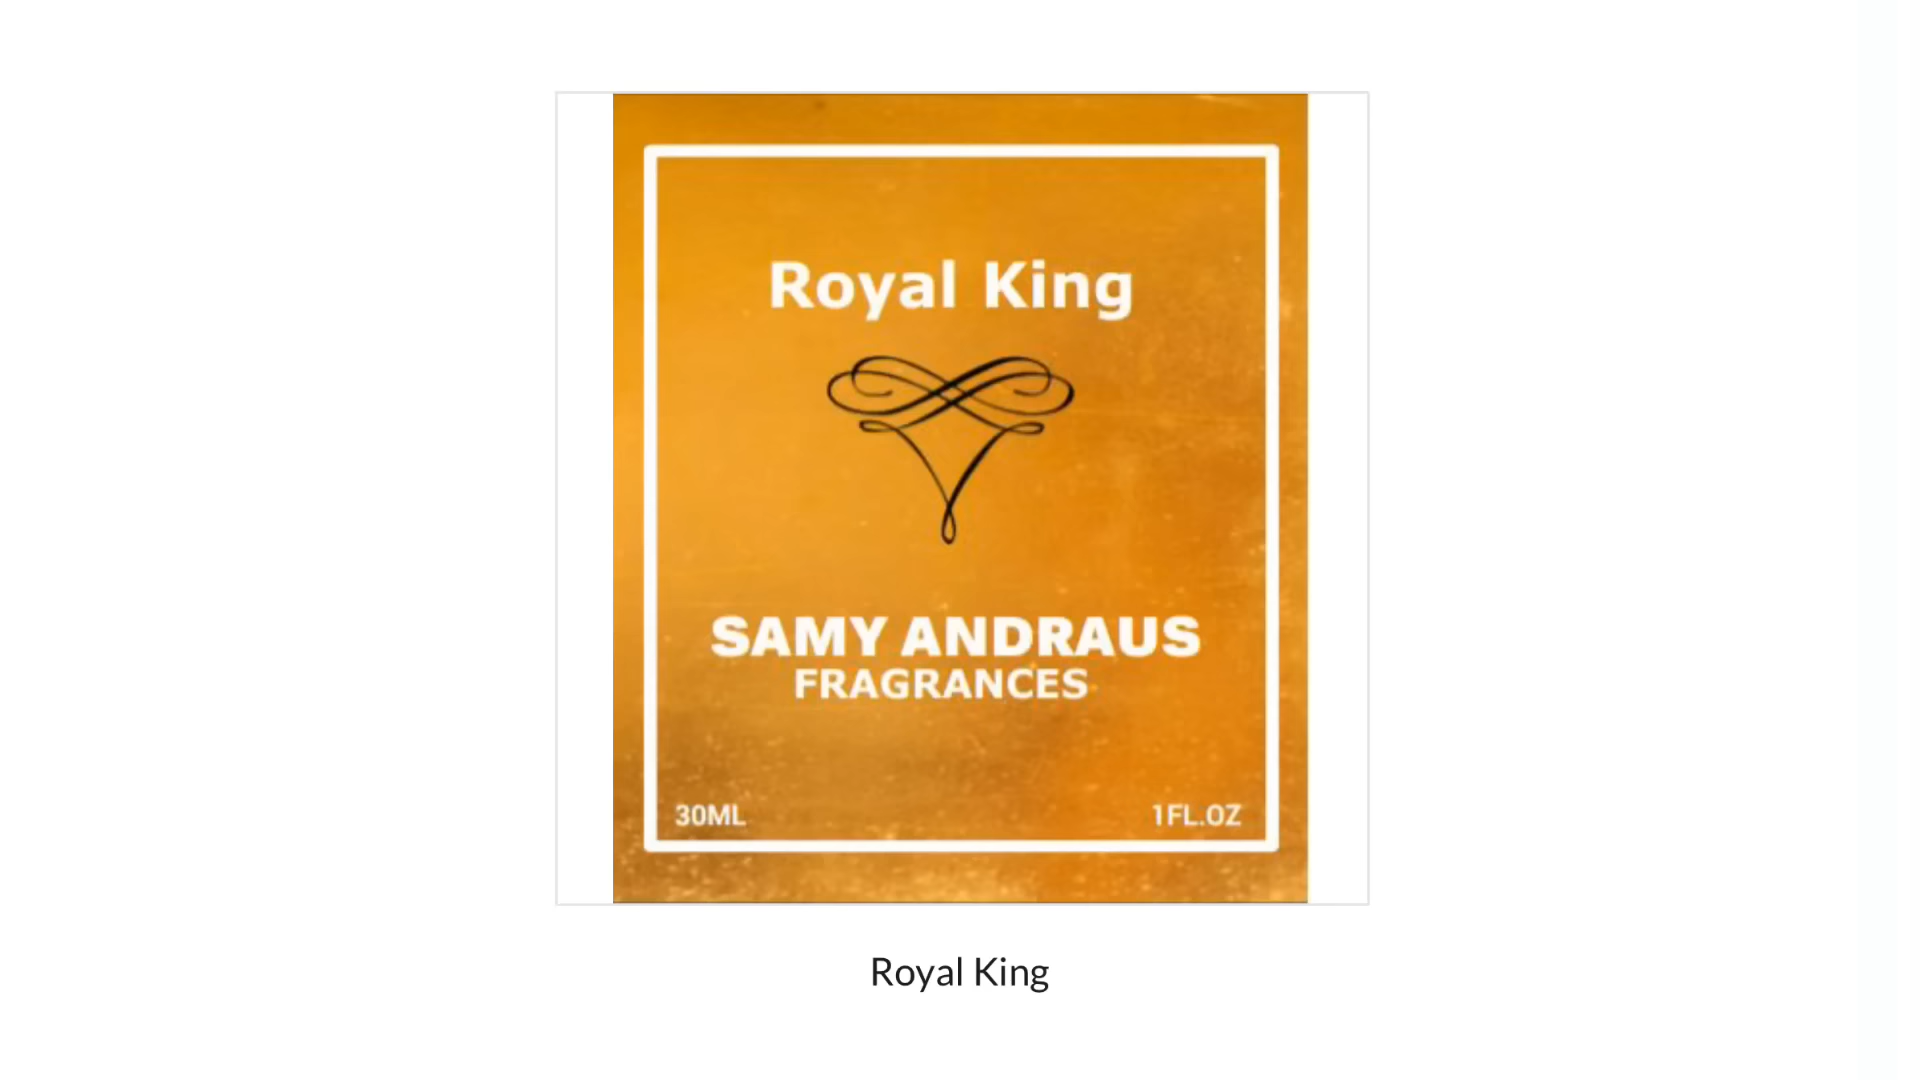 Royal King
SAMY ANDRAUS
FRAGRANCES
30ML 1FL.OZ
Royal King